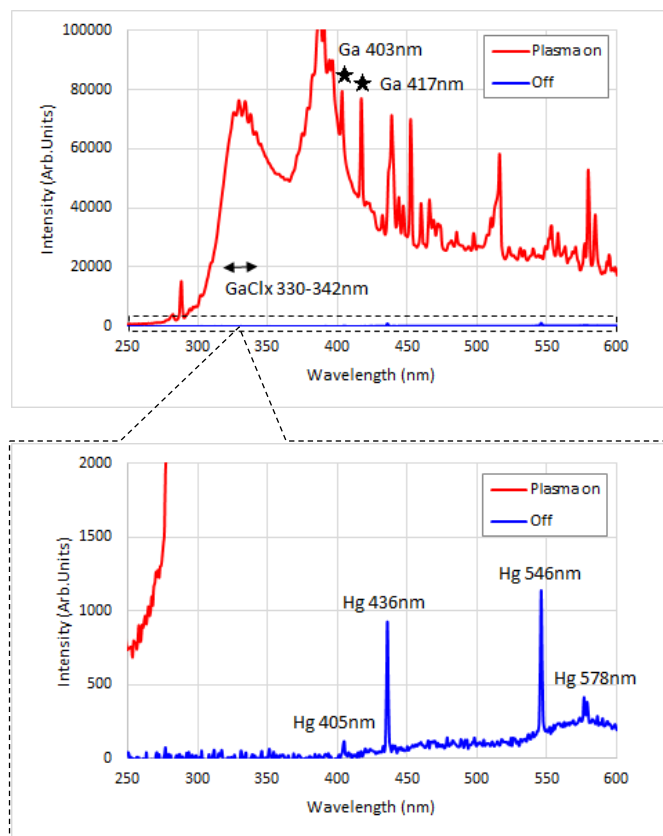 100000
80000
60000
40000
20000
0
Intensity (Arb.Units)
Ga 403nm
Ga 417nm
Plasma on
Off
GaClx 330-342nm
250 300 350 400 450 500 550 600
Wavelength (nm)
2000
1500
1000
500
0
Intensity (Arb.Units)
Plasma on
Off
Hg 546nm
Hg 436nm
Hg 578nm
Hg 405nm
250 300 350 400 450 500 550 600
Wavelength (nm)